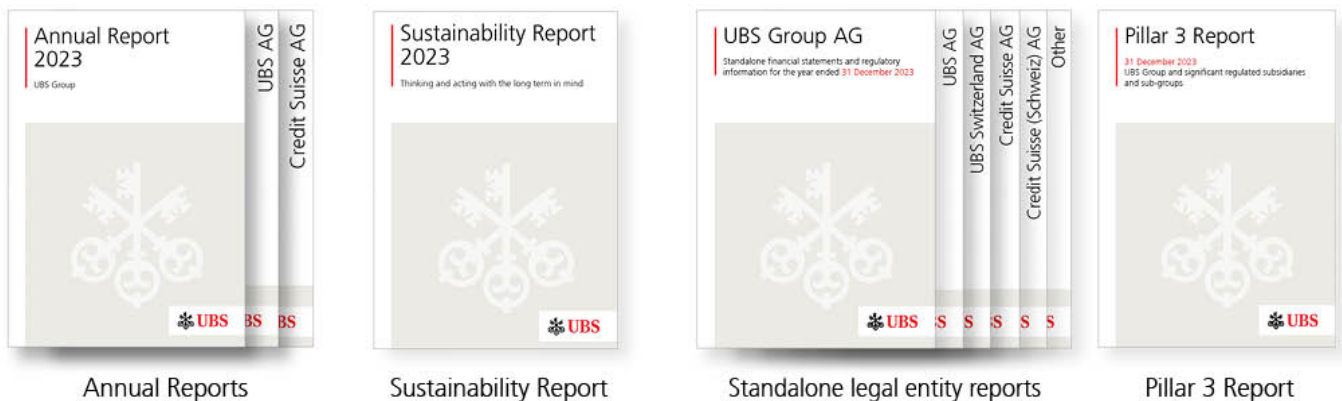 Annual Report
2023
UBS Group
UBS AG
Credit Suisse AG
UBS
BS
BS
Annual Reports
Sustainability Report
2023
Thinking and acting with the long term in mind
UBS
Sustainability Report
UBS Group AG
Standalone financial statements and regulatory
information for the year ended 31 December 2023
UBS AG
UBS Switzerland AG
Credit Suisse AG
Credit Suisse (Schweiz) AG
Other
UBS
S
S
S
S
S
Standalone legal entity reports
Pillar 3 Report
31 December 2023
UBS Group and significant regulated subsidiaries
and sub-groups
UBS
Pillar 3 Report